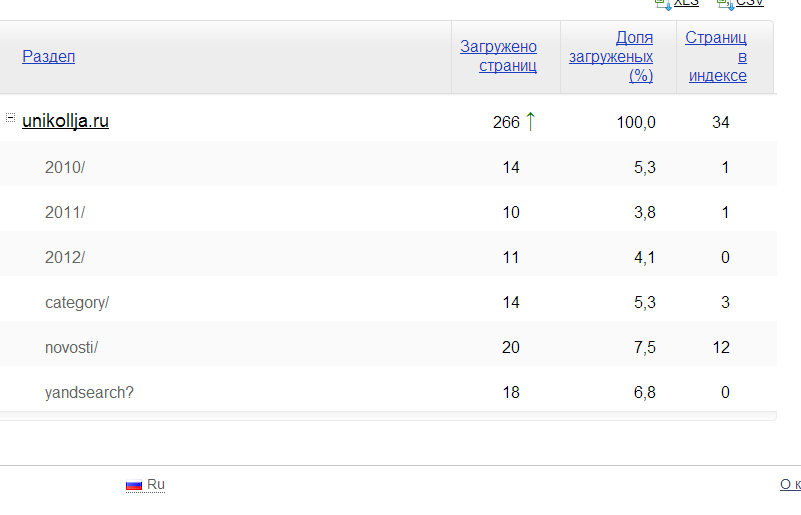 XLS CSV
Раздел
Загружено
страниц
Доля
загруженых
(%)
Страниц
в
индексе
unikollja.ru 266 ↑ 100,0 34
2010/ 14 5,3 1
2011/ 10 3,8 1
2012/ 11 4,1 0
category/ 14 5,3 3
novosti/ 20 7,5 12
yandsearch? 18 6,8 0
Ru
О к